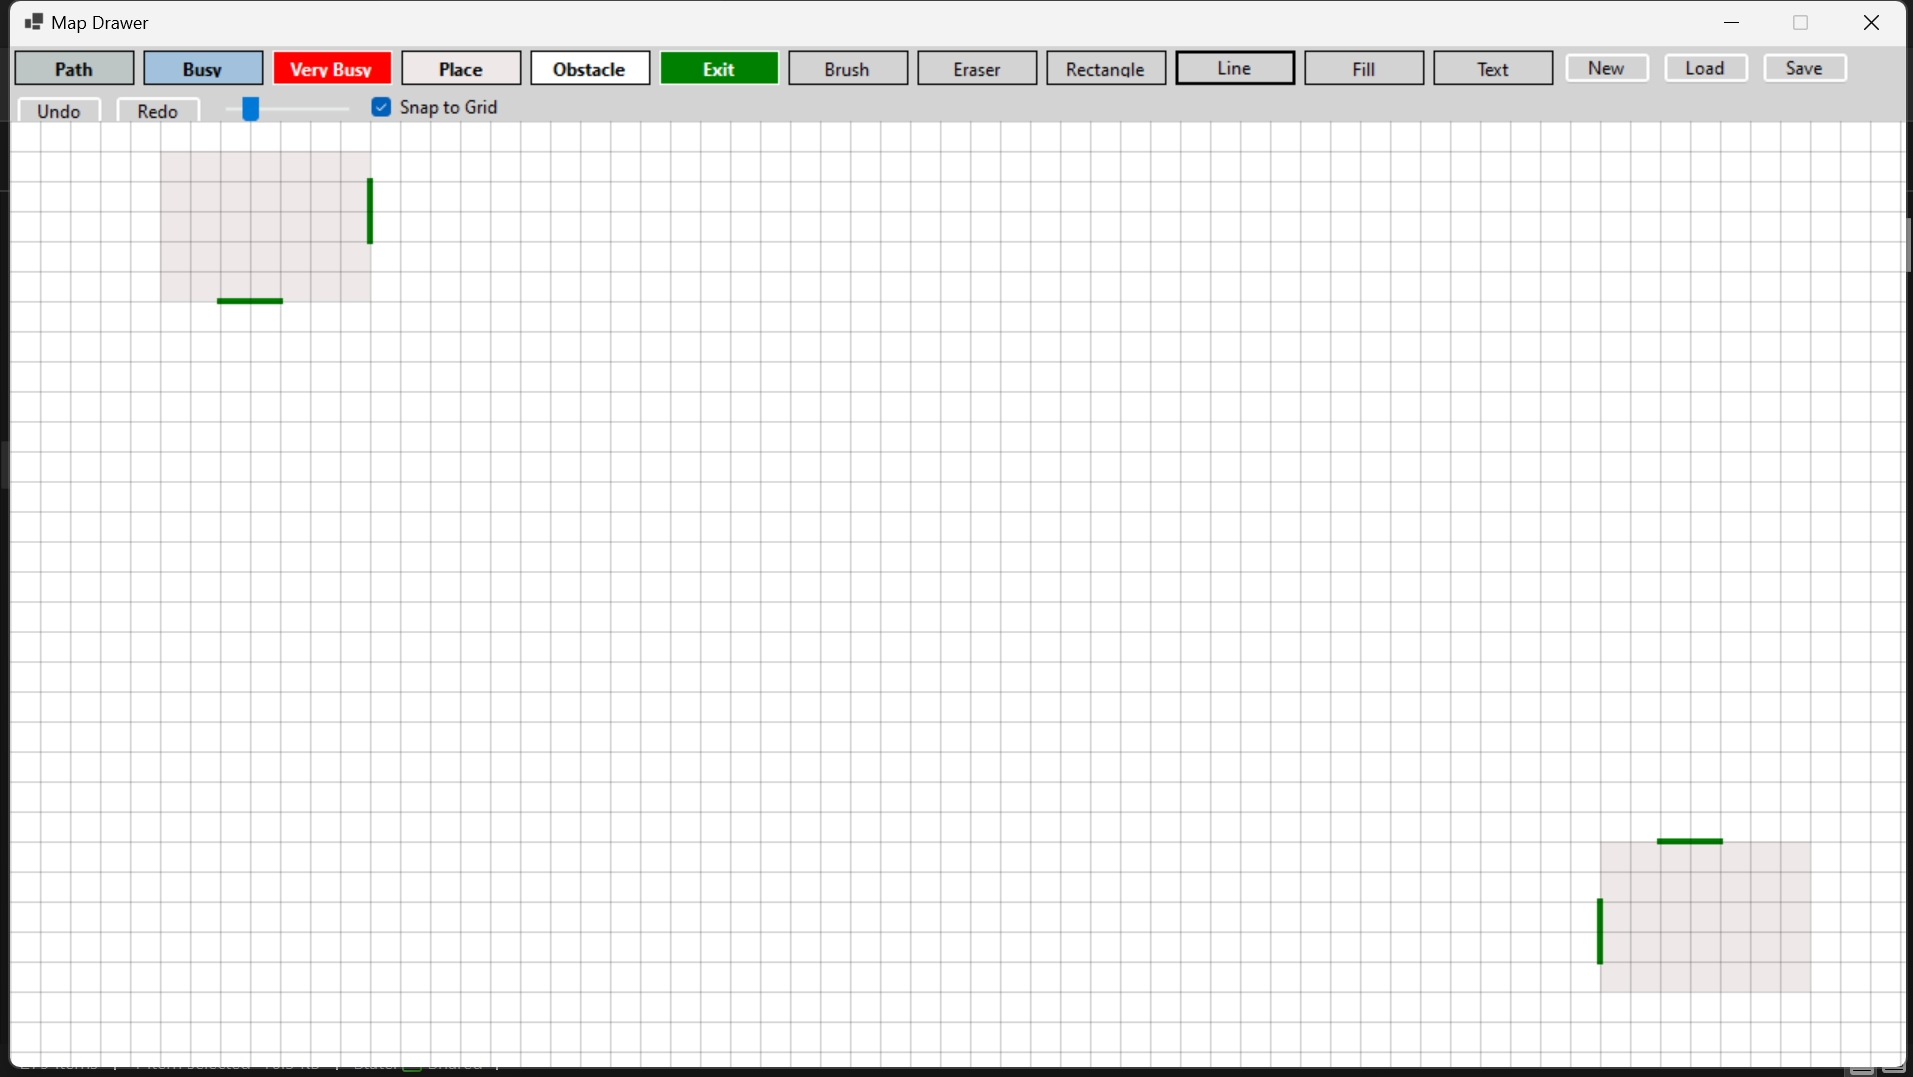 Map Drawer
Path Busy Very Busy Place Obstacle Exit Brush Eraser Rectangle Line Fill Text New Load Save
Undo Redo Snap to Grid